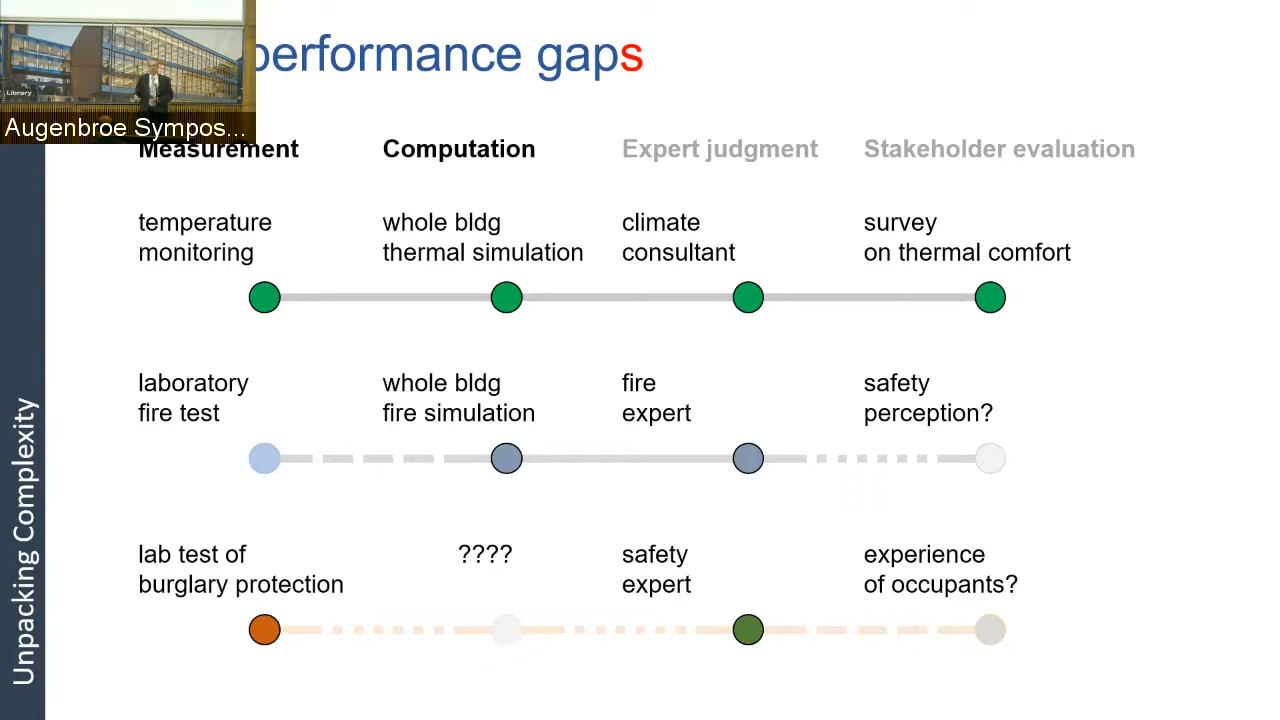 performance gaps
Library
Augenbroe Sympos...
Measurement
Computation
Expert judgment
Stakeholder evaluation
temperature
monitoring
whole bldg
thermal simulation
climate
consultant
survey
on thermal comfort
laboratory
fire test
whole bldg
fire simulation
fire
expert
safety
perception?
lab test of
burglary protection
????
safety
expert
experience
of occupants?
Unpacking Complexity